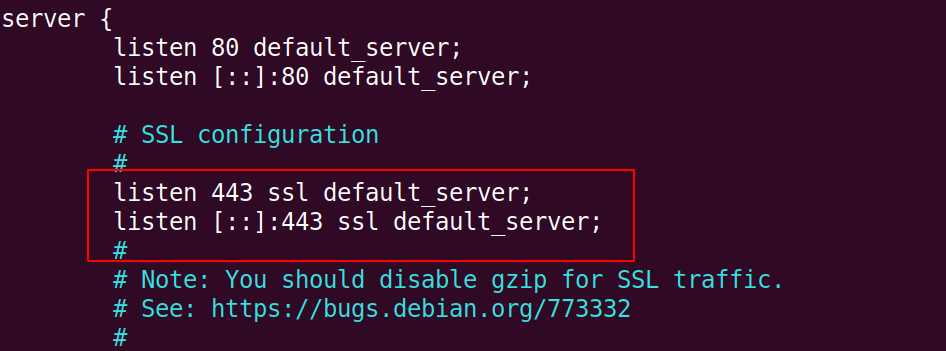 server {
listen 80 default_server;
listen [::]:80 default_server;
# SSL configuration
#
listen 443 ssl default_server;
listen [::]:443 ssl default_server;
#
# Note: You should disable gzip for SSL traffic.
# See: https://bugs.debian.org/773332
#